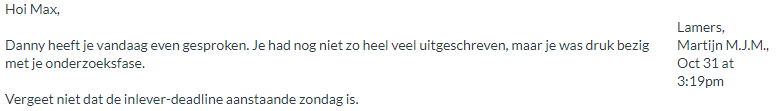 Hoi Max,
Danny heeft je vandaag even gesproken. Je had nog niet zo heel veel uitgeschreven, maar je was druk bezig
met je onderzoeksfase.
Vergeet niet dat de inlever-deadline aanstaande zondag is.
Lamers,
Martijn M.J.M.,
Oct 31 at
3:19pm